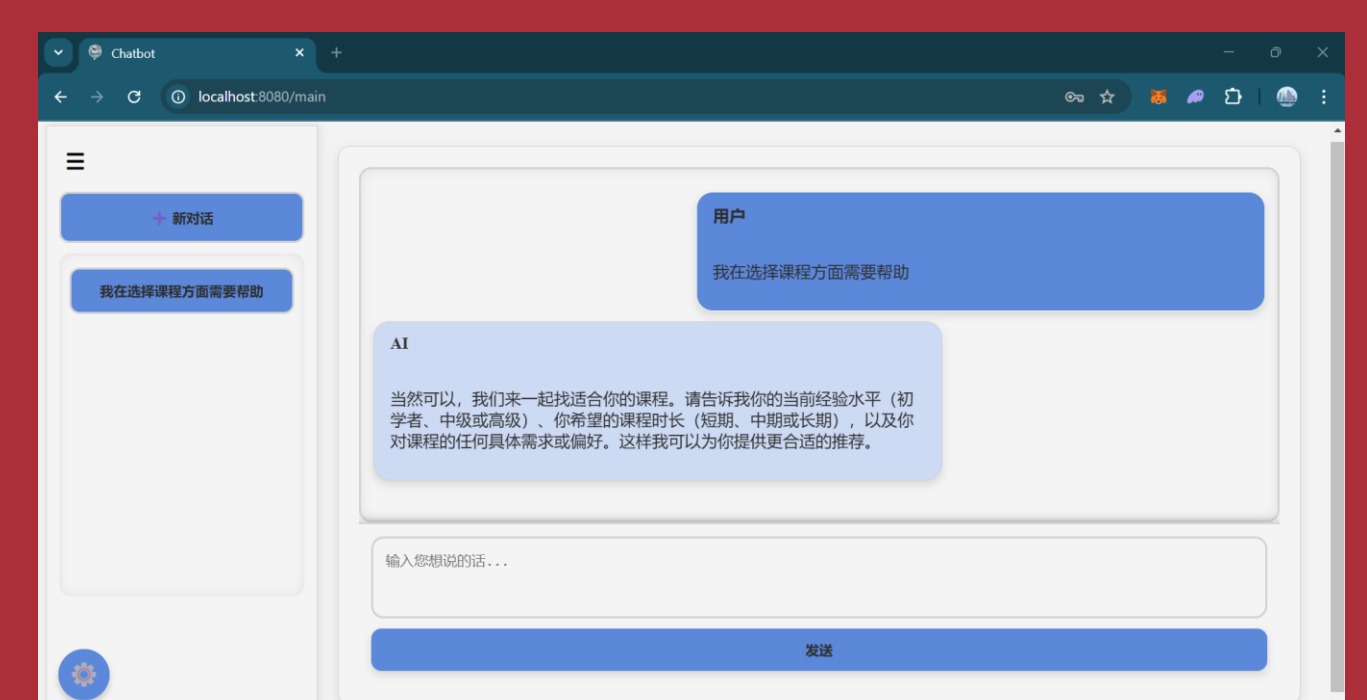 Chatbot
localhost:8080/main
新对话
我在选择课程方面需要帮助
用户
我在选择课程方面需要帮助
AI
当然可以，我们来一起找适合你的课程。请告诉我你的当前经验水平（初
学者、中级或高级）、你希望的课程时长（短期、中期或长期），以及你
对课程的任何具体需求或偏好。这样我可以为你提供更合适的推荐。
输入您想说的话...
发送